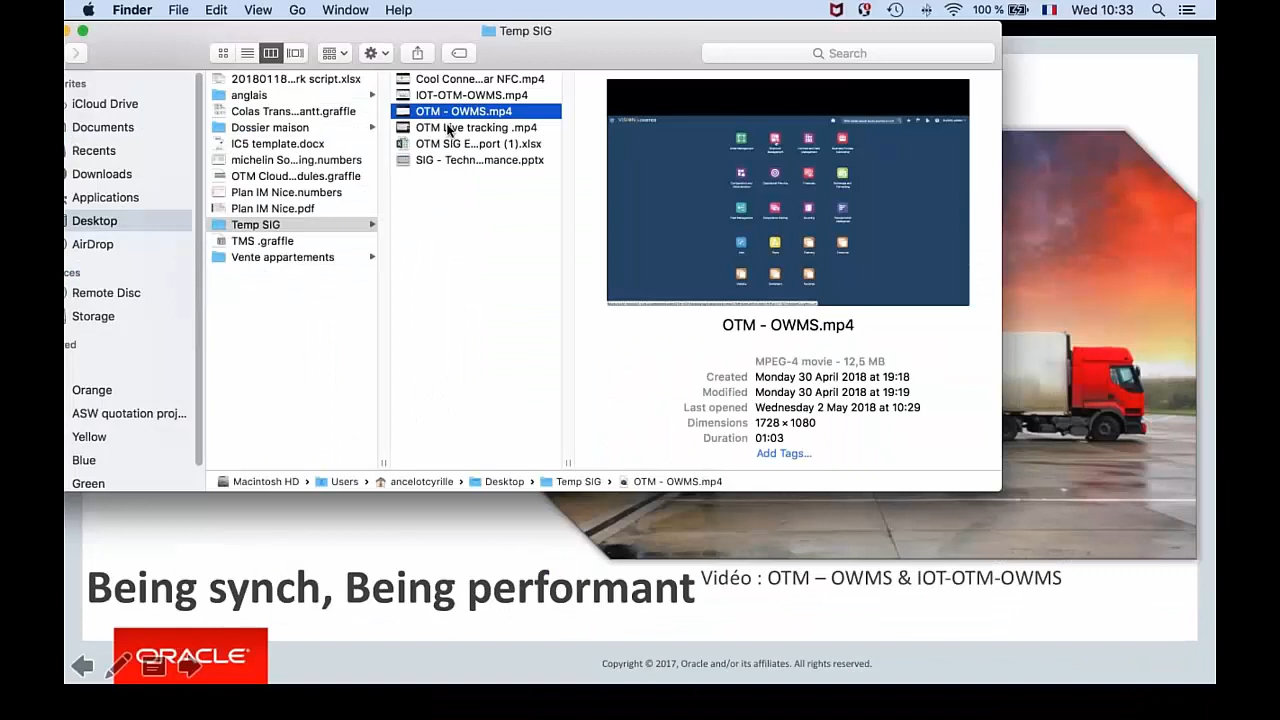 Finder File Edit View Go Window Help 100 % Wed 10:33
Temp SIG
Search
rites
iCloud Drive
Documents
Recents
Downloads
Applications
Desktop
AirDrop
ces
Remote Disc
Storage
ed
Orange
ASW quotation proj...
Yellow
Blue
Green
20180118...rk script.xlsx
anglais
Colas Trans...antt.graffle
Dossier maison
IC5 template.docx
michelin So...ing.numbers
OTM Cloud...dules.graffle
Plan IM Nice.numbers
Plan IM Nice.pdf
Temp SIG
TMS .graffle
Vente appartements
Cool Conne...ar NFC.mp4
IOT-OTM-OWMS.mp4
OTM - OWMS.mp4
OTM live tracking .mp4
OTM SIG E...port (1).xlsx
SIG - Techn...mance.pptx
OTM - OWMS.mp4
MPEG-4 movie - 12,5 MB
Created Monday 30 April 2018 at 19:18
Modified Monday 30 April 2018 at 19:19
Last opened Wednesday 2 May 2018 at 10:29
Dimensions 1728 × 1080
Duration 01:03
Add Tags...
Macintosh HD › Users › ancelotcyrille › Desktop › Temp SIG › OTM - OWMS.mp4
Being synch, Being performant
Vidéo : OTM – OWMS & IOT-OTM-OWMS
ORACLE
Copyright © 2017, Oracle and/or its affiliates. All rights reserved.